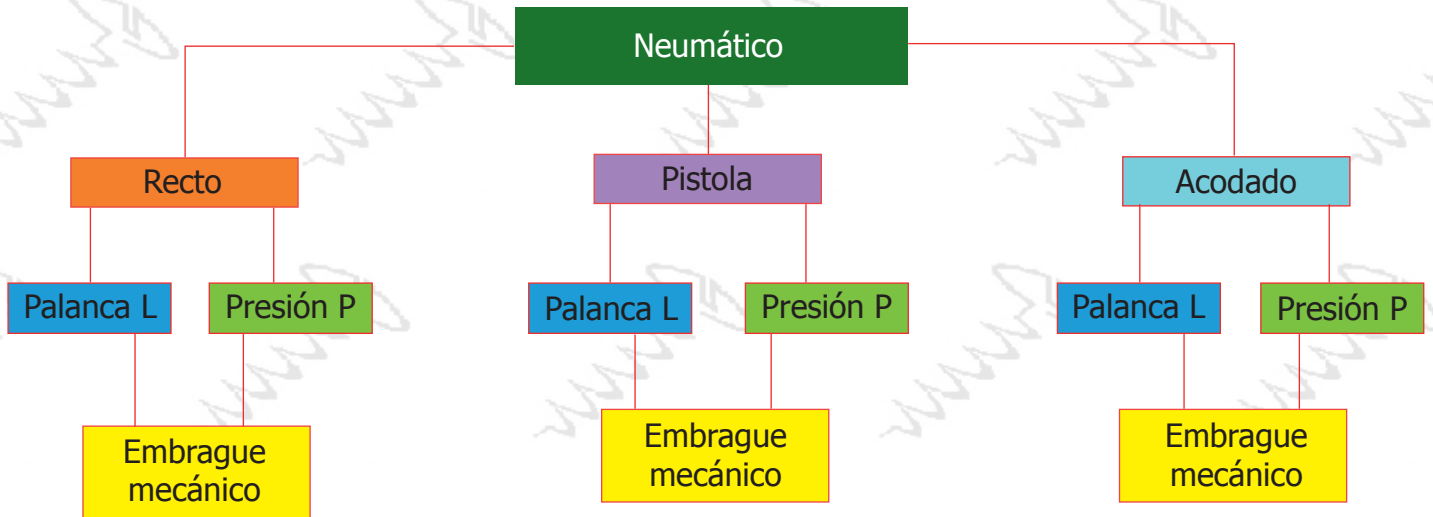 Neumático
Recto
Pistola
Acodado
Palanca L
Presión P
Palanca L
Presión P
Palanca L
Presión P
Embrague
mecánico
Embrague
mecánico
Embrague
mecánico